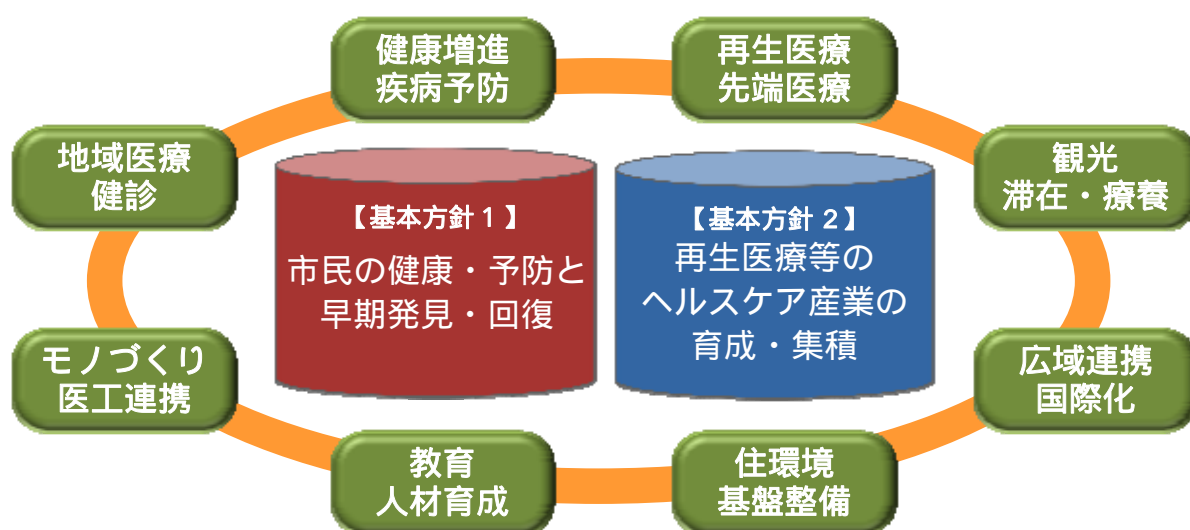 健康増進
疾病予防
再生医療
先端医療
地域医療
健診
観光
滞在・療養
【基本方針１】
市民の健康・予防と
早期発見・回復
【基本方針２】
再生医療等の
ヘルスケア産業の
育成・集積
モノづくり
医工連携
広域連携
国際化
教育
人材育成
住環境
基盤整備